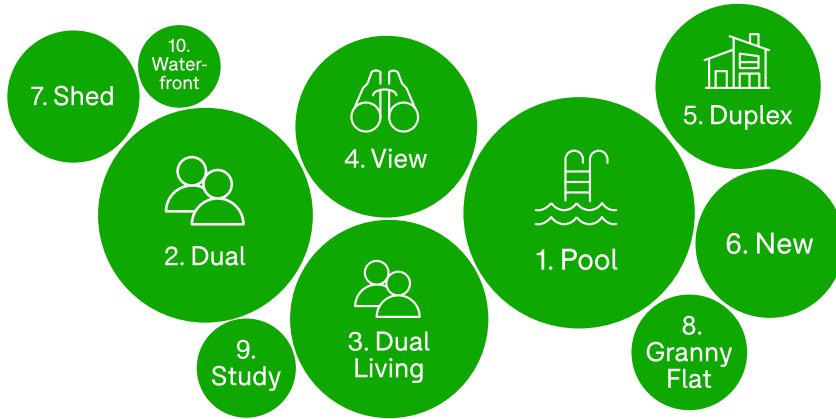 10.
Water-
front
7. Shed
5. Duplex
4. View
2. Dual
1. Pool
6. New
3. Dual
Living
9.
Study
8.
Granny
Flat